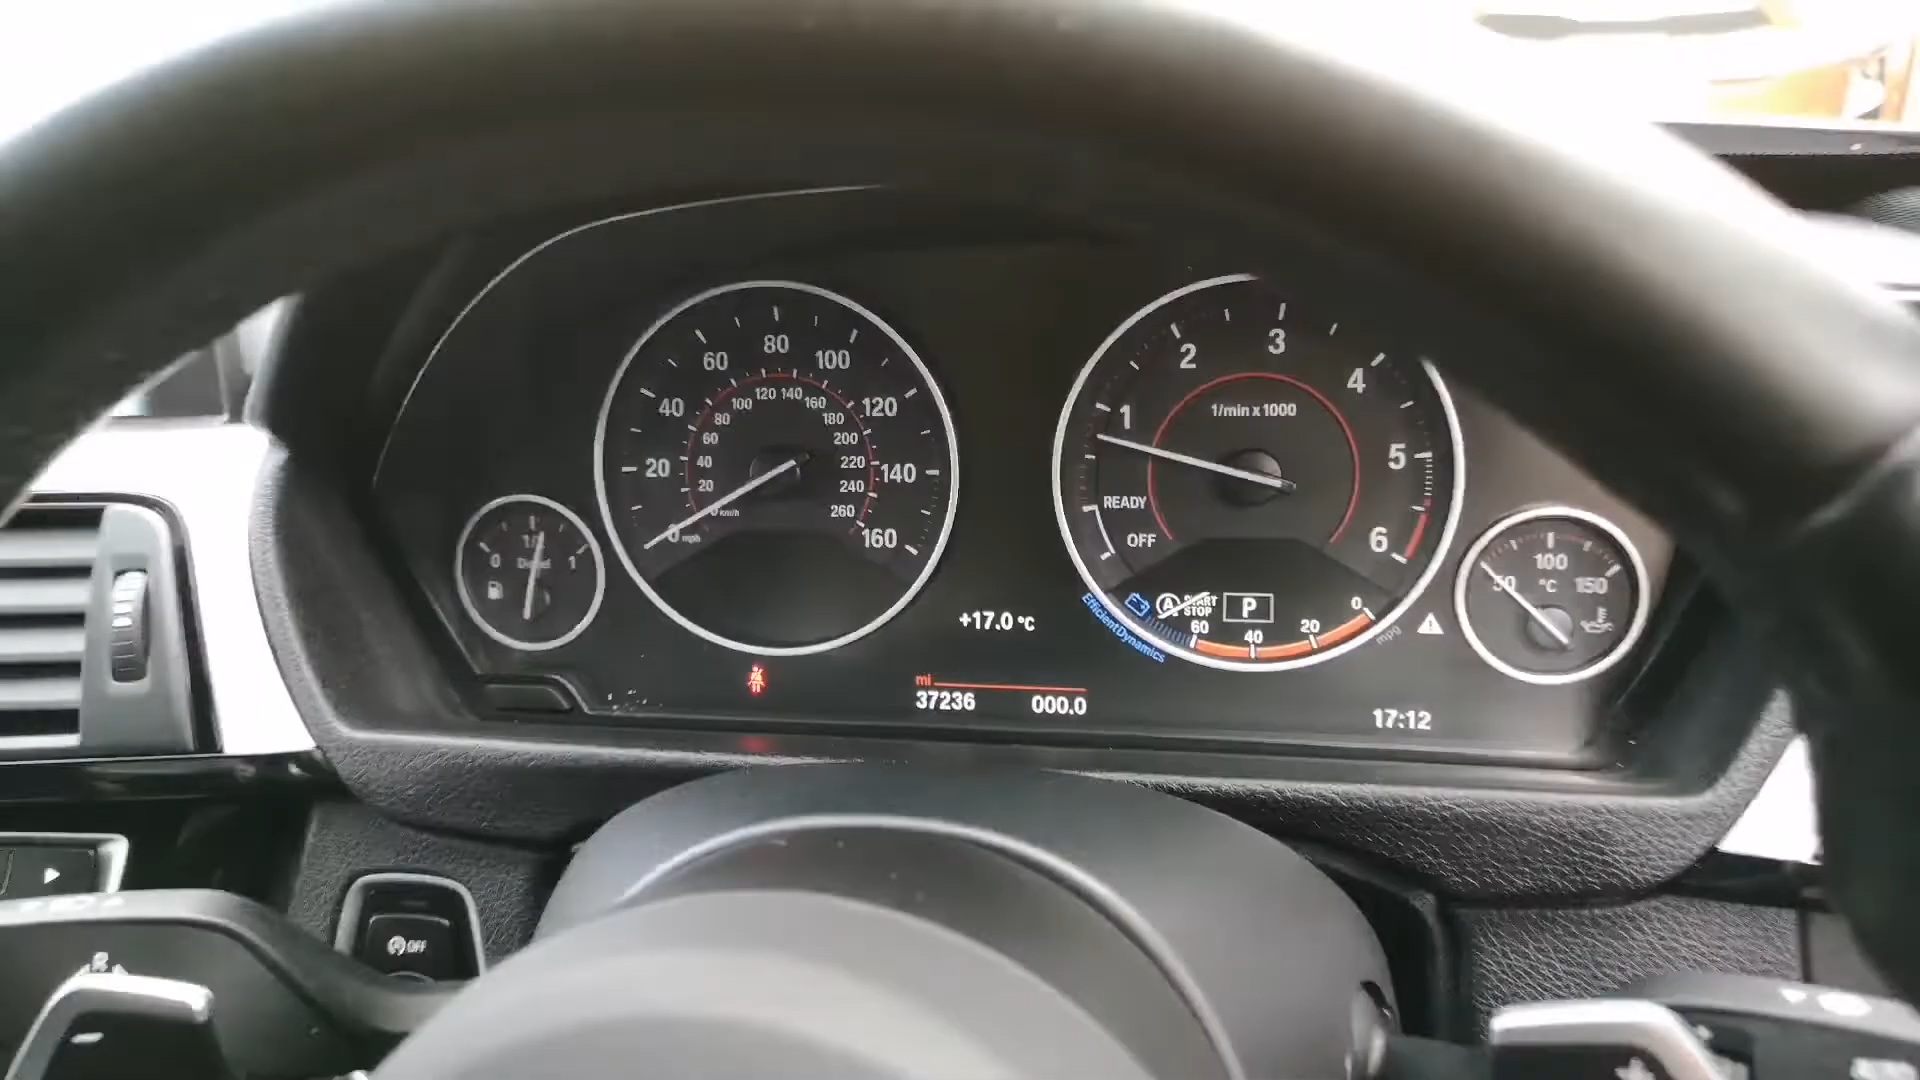 20
40
60
80
100
120
140
160
20
40
60
80
100
120
140
160
180
200
220
240
260
0 mph
0 km/h
0
1/2
1
Diesel
+17.0 °C
mi
37236 000.0
1
2
3
4
5
6
1/min x 1000
READY
OFF
A START STOP
P
60
40
20
0
mpg
EfficientDynamics
50
100
150
°C
17:12
A OFF
R